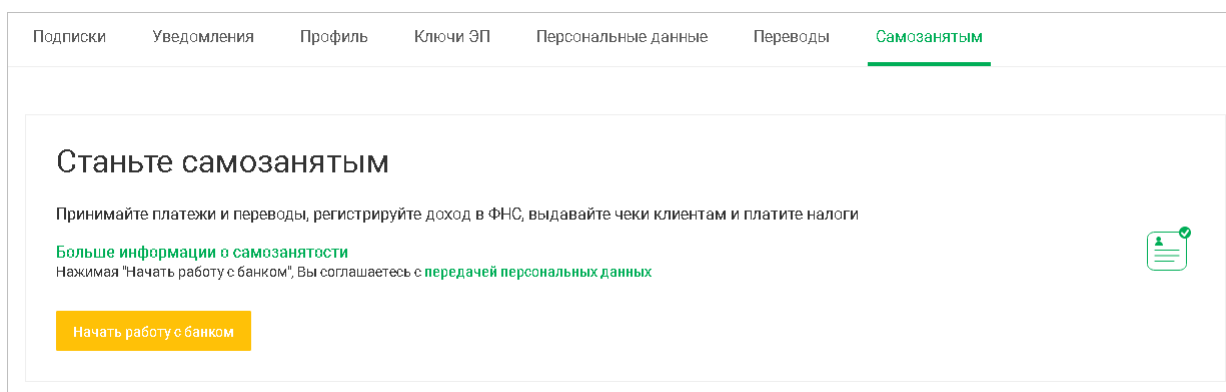 Подписки Уведомления Профиль Ключи ЭП Персональные данные Переводы Самозанятым
Станьте самозанятым
Принимайте платежи и переводы, регистрируйте доход в ФНС, выдавайте чеки клиентам и платите налоги
Больше информации о самозанятости
Нажимая "Начать работу с банком", Вы соглашаетесь с передачей персональных данных
Начать работу с банком